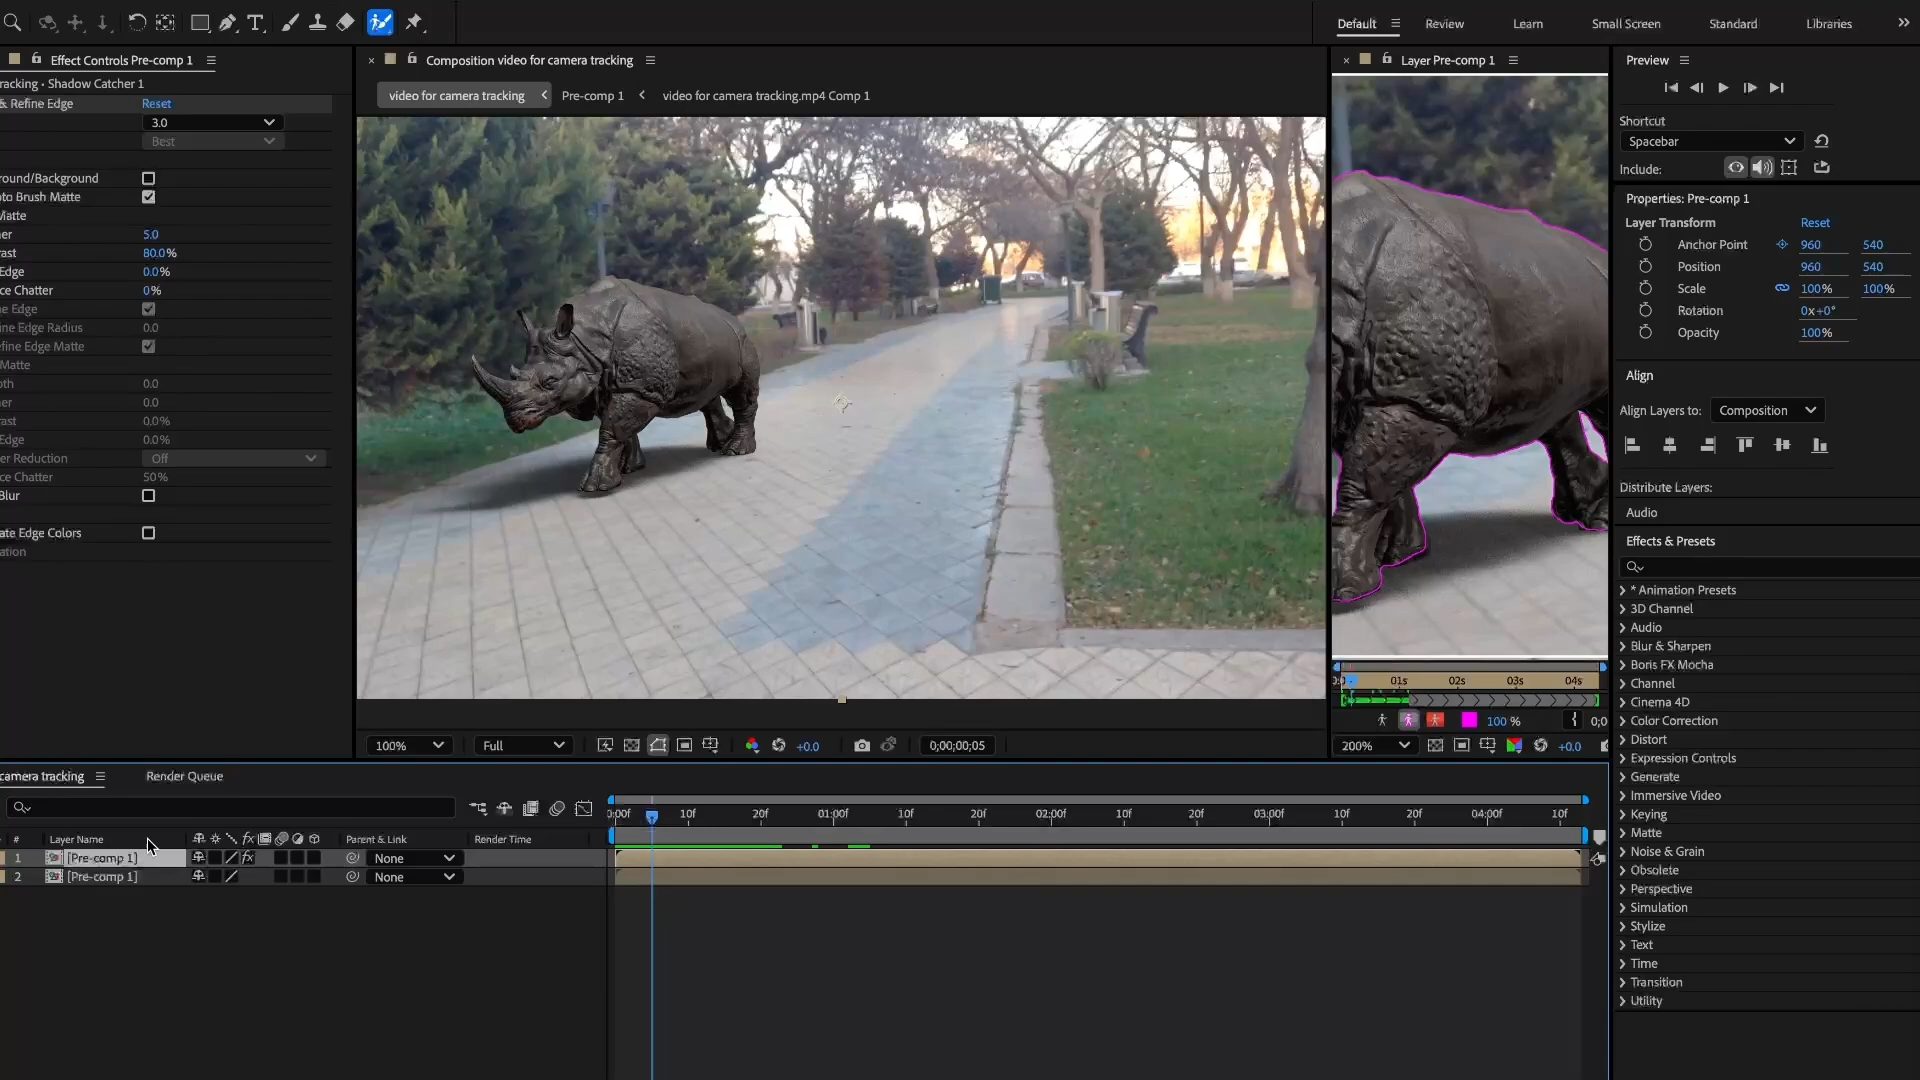 Default
Review
Learn
Small Screen
Standard
Libraries
Effect Controls Pre-comp 1
racking • Shadow Catcher 1
& Refine Edge
Reset
3.0
Best
round/Background
to Brush Matte
Matte
er
5.0
rast
80.0%
Edge
0.0%
ce Chatter
0%
ne Edge
ine Edge Radius
0.0
efine Edge Matte
Matte
oth
0.0
er
0.0
rast
0.0%
Edge
0.0%
er Reduction
Off
ce Chatter
50%
Blur
ate Edge Colors
ation
Composition video for camera tracking
video for camera tracking
Pre-comp 1
video for camera tracking.mp4 Comp 1
100%
Full
+0.0
0;00;00;05
Layer Pre-comp 1
01s
02s
03s
04s
100 %
0;0
200%
+0.0
Preview
Shortcut
Spacebar
Include:
Properties: Pre-comp 1
Layer Transform
Reset
Anchor Point
960
540
Position
960
540
Scale
100%
100%
Rotation
0x+0°
Opacity
100%
Align
Align Layers to:
Composition
Distribute Layers:
Audio
Effects & Presets
* Animation Presets
3D Channel
Audio
Blur & Sharpen
Boris FX Mocha
Channel
Cinema 4D
Color Correction
Distort
Expression Controls
Generate
Immersive Video
Keying
Matte
Noise & Grain
Obsolete
Perspective
Simulation
Stylize
Text
Time
Transition
Utility
camera tracking
Render Queue
0:00f
10f
20f
01:00f
10f
20f
02:00f
10f
20f
03:00f
10f
20f
04:00f
10f
#
Layer Name
fx
Parent & Link
Render Time
1
[Pre-comp 1]
fx
None
2
[Pre-comp 1]
None